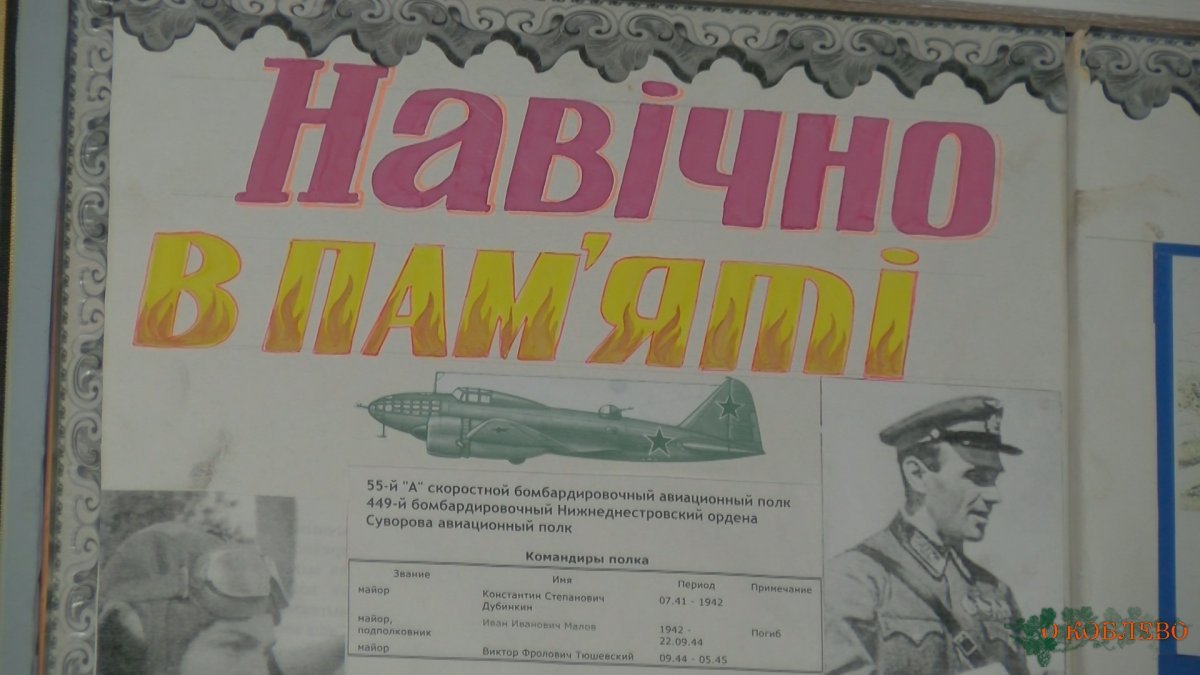 Навічно
в пам'яті
55-й "А" скоростной бомбардировочный авиационный полк
449-й бомбардировочный Нижнеднестровский ордена
Суворова авиационный полк
Командиры полка
Звание Имя Период Примечание
майор Константин Степанович Дубинкин 07.41 - 1942
майор, подполковник Иван Иванович Малов 1942 - 22.09.44 Погиб
майор Виктор Фролович Тюшевский 09.44 - 05.45
О КОБЛЕВО